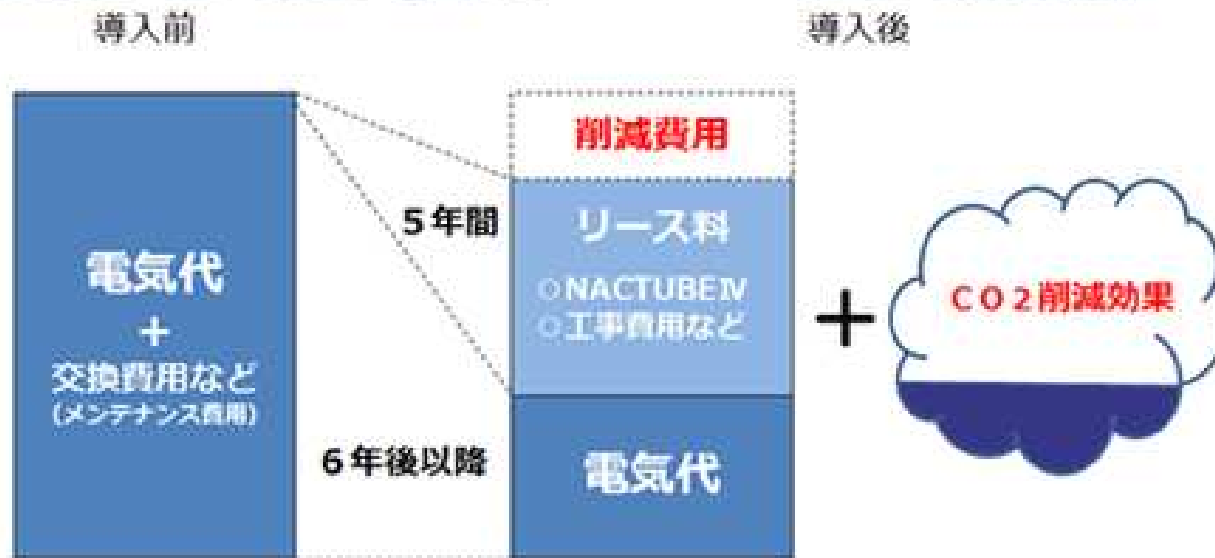 導入前
導入後
電気代
+
交換費用など
(メンテナンス費用)
5年間
6年後以降
削減費用
リース料
○NACTUBEⅣ
○工事費用など
電気代
+
CO2削減効果